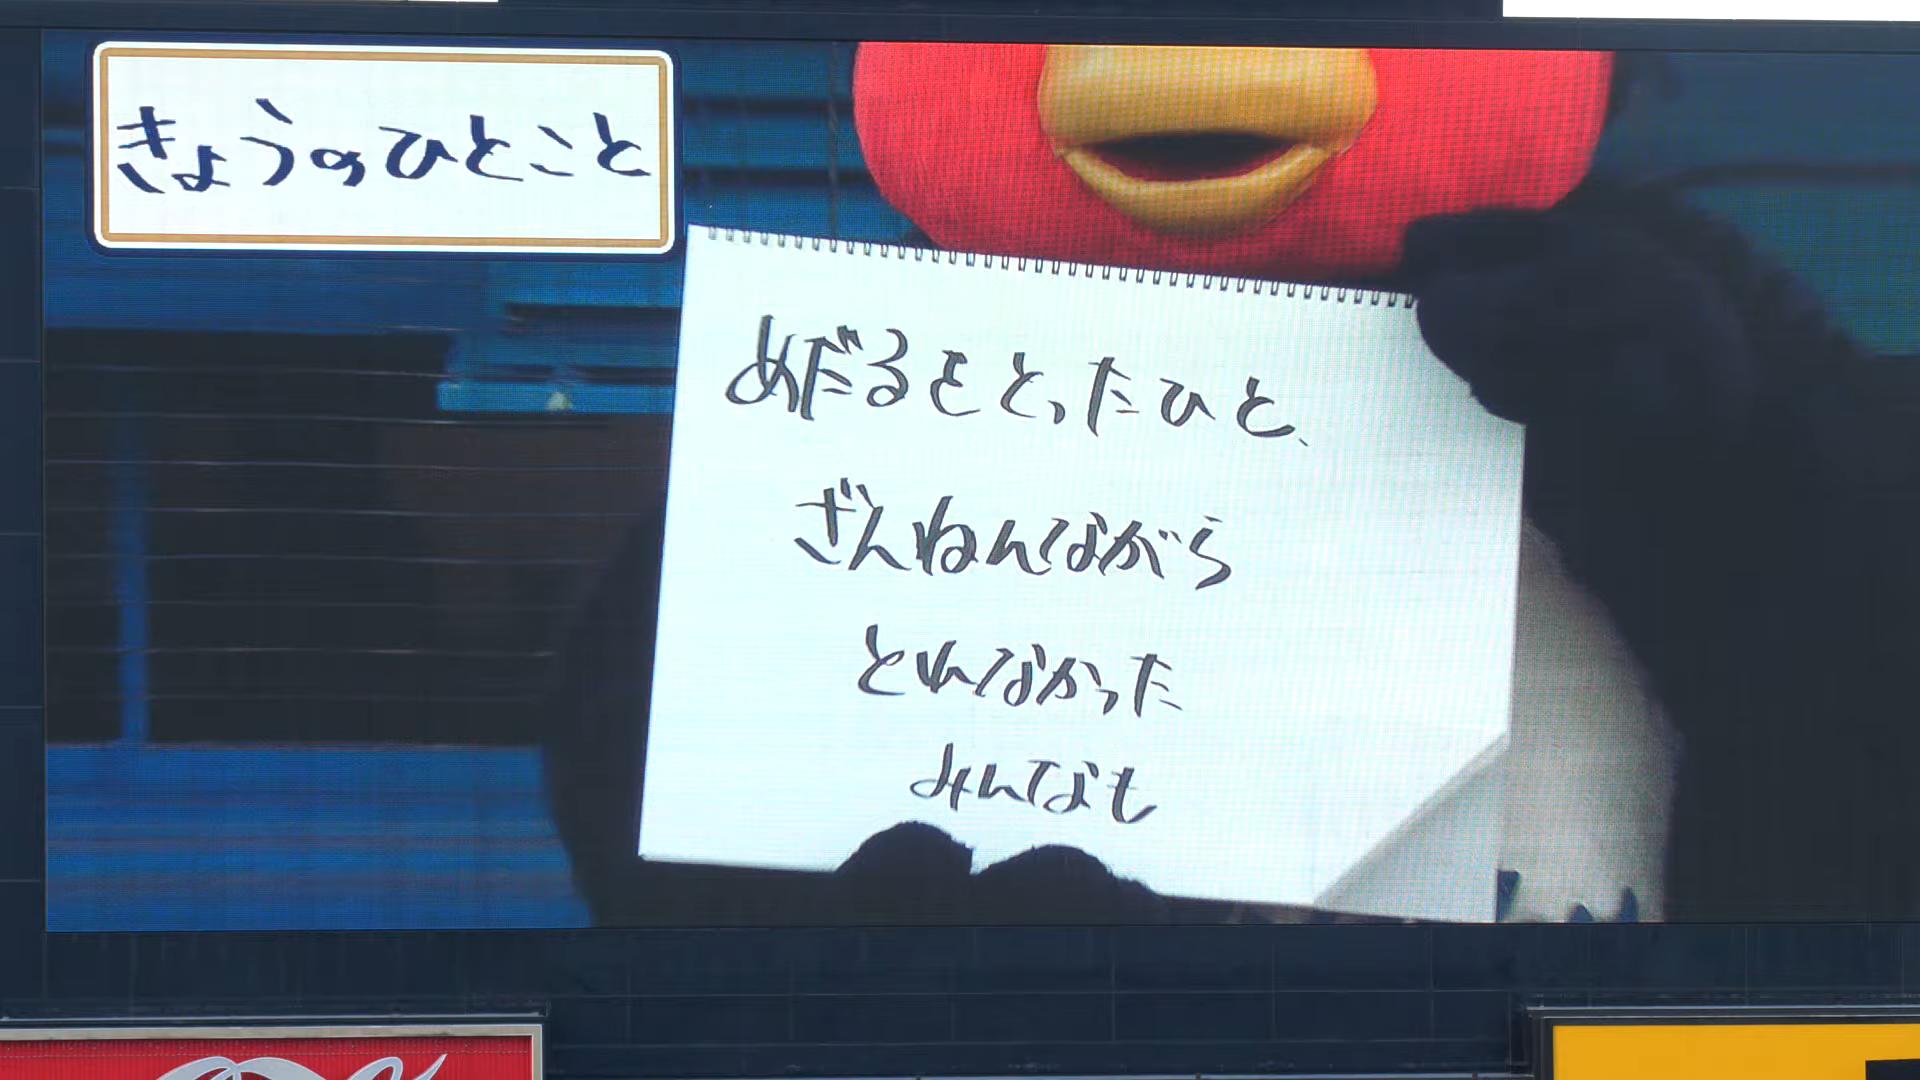 きょうのひとこと
めだるをとったひと、
ざんねんながら
とれなかった
みんなも